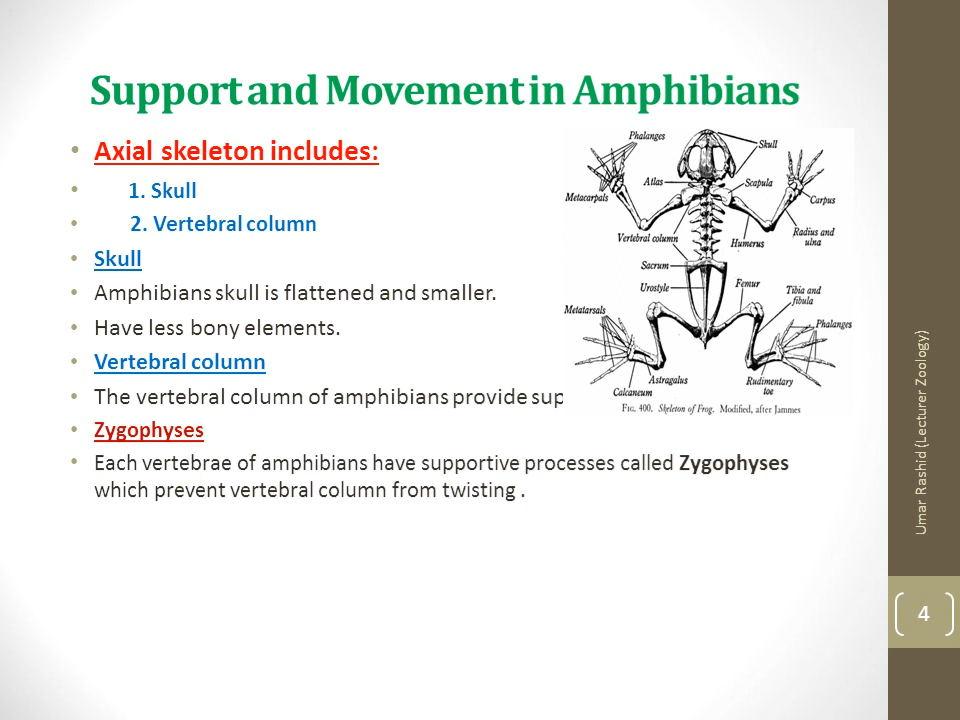 Support and Movement in Amphibians
• Axial skeleton includes:
• 1. Skull
• 2. Vertebral column
• Skull
• Amphibians skull is flattened and smaller.
• Have less bony elements.
• Vertebral column
• The vertebral column of amphibians provide sup
• Zygophyses
• Each vertebrae of amphibians have supportive processes called Zygophyses
which prevent vertebral column from twisting .
Phalanges
Skull
Atlas
Scapula
Metacarpals
Carpus
Vertebral column
Humerus
Radius and
ulna
Sacrum
Urostyle
Femur
Tibia and
fibula
Metatarsals
Phalanges
Astragalus
Calcaneum
Rudimentary
toe
FIG. 400. Skeleton of Frog. Modified, after Jammes
Umar Rashid (Lecturer Zoology)
4